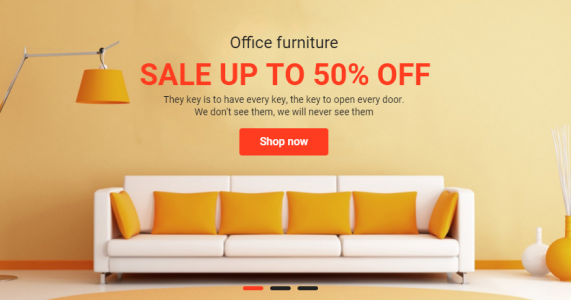 Office furniture
SALE UP TO 50% OFF
They key is to have every key, the key to open every door.
We don't see them, we will never see them
Shop now